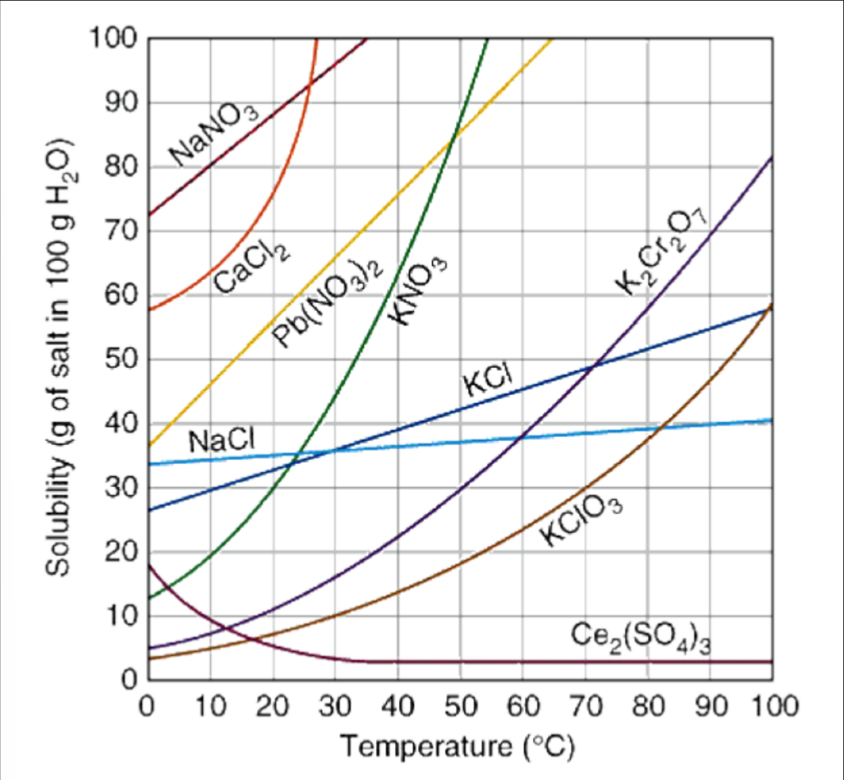 100
90
80
70
60
50
40
30
20
10
0
Solubility (g of salt in 100 g H₂O)
NaNO₃
CaCl₂
Pb(NO₃)₂
KNO₃
K₂Cr₂O₇
KCl
NaCl
KClO₃
Ce₂(SO₄)₃
0 10 20 30 40 50 60 70 80 90 100
Temperature (°C)